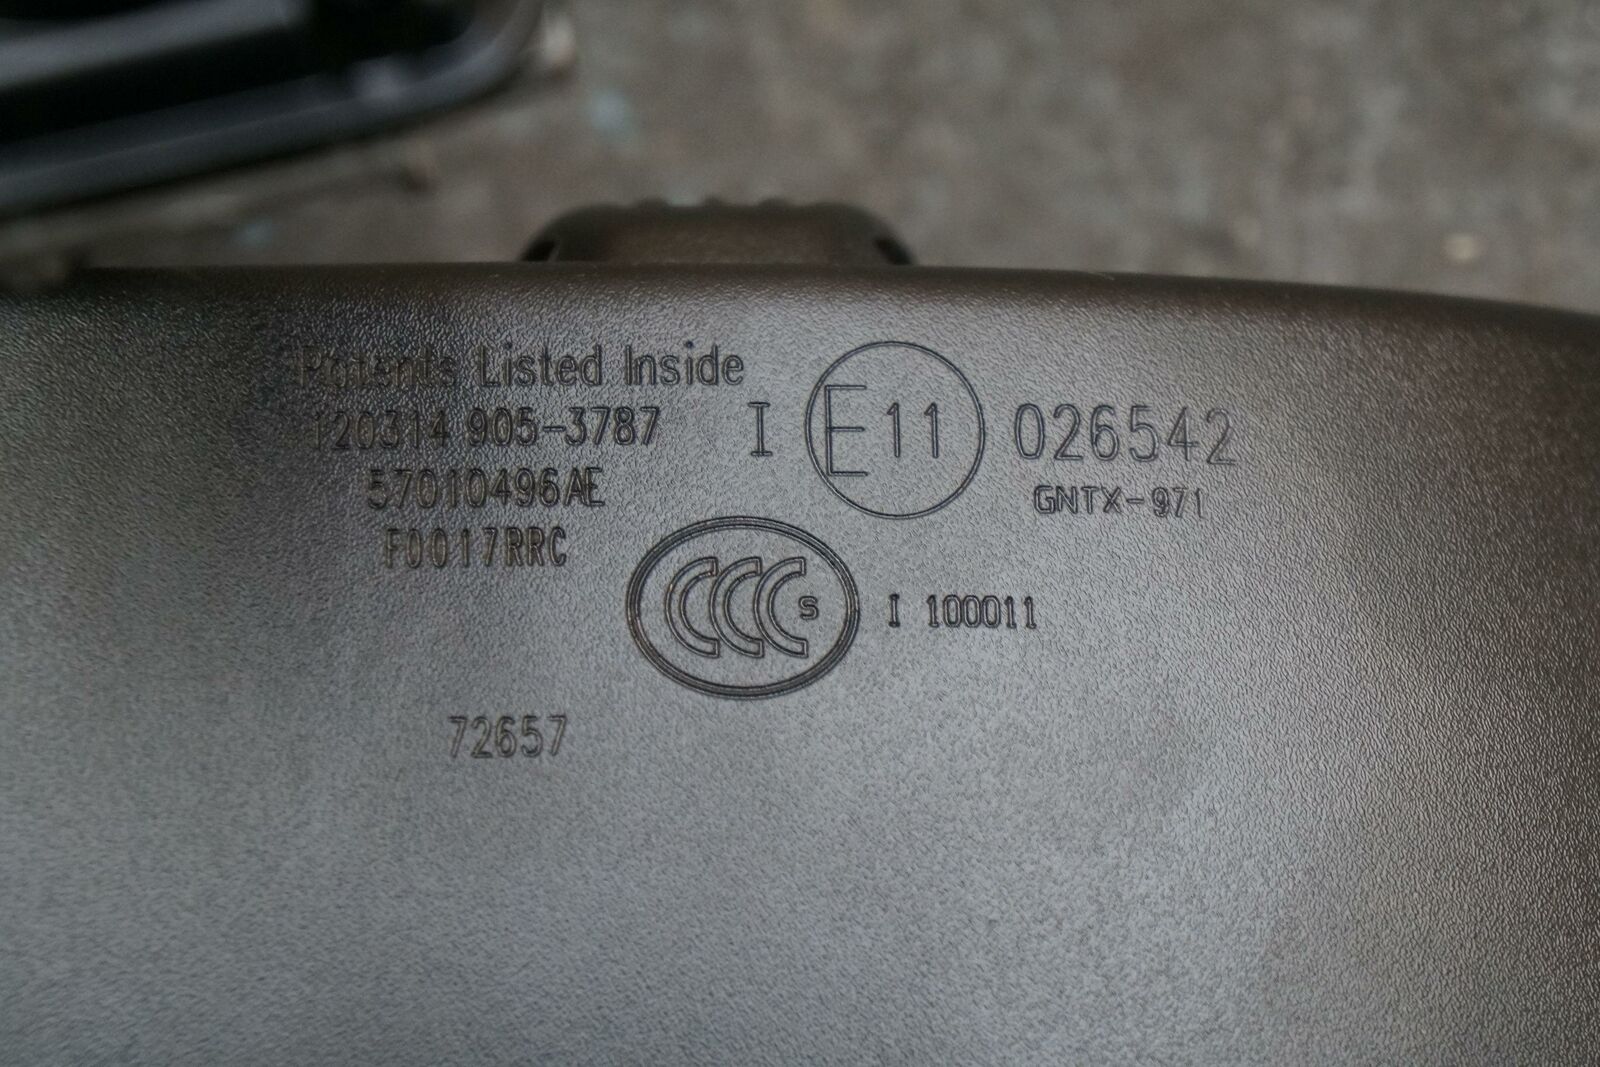 Patents Listed Inside
120314 905-3787
57010496AE
F0017RRC
I E11 026542
GNTX-971
CCC S I 100011
72657